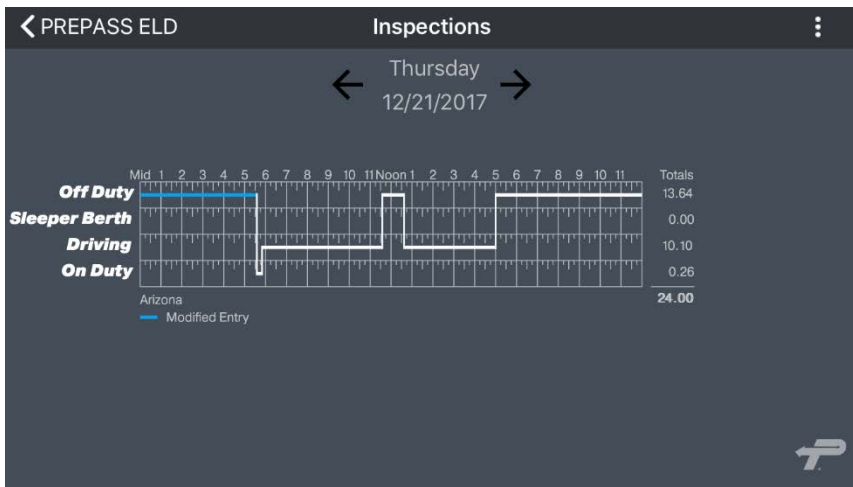 PREPASS ELD
Inspections
Thursday
12/21/2017
Mid 1 2 3 4 5 6 7 8 9 10 11 Noon 1 2 3 4 5 6 7 8 9 10 11 Totals
Off Duty 13.64
Sleeper Berth 0.00
Driving 10.10
On Duty 0.26
Arizona 24.00
Modified Entry